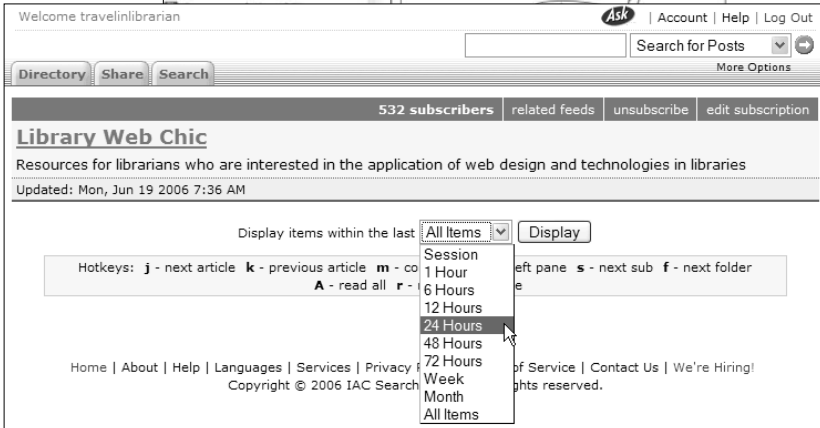 Welcome travelinlibrarian Ask | Account | Help | Log Out
Search for Posts
More Options
Directory Share Search
532 subscribers related feeds unsubscribe edit subscription
Library Web Chic
Resources for librarians who are interested in the application of web design and technologies in libraries
Updated: Mon, Jun 19 2006 7:36 AM
Display items within the last All Items Display
Session
1 Hour
6 Hours
12 Hours
24 Hours
48 Hours
72 Hours
Week
Month
All Items
Hotkeys: j - next article k - previous article m - eft pane s - next sub f - next folder
A - read all r -
Home | About | Help | Languages | Services | Privacy of Service | Contact Us | We're Hiring!
Copyright © 2006 IAC Search reserved.